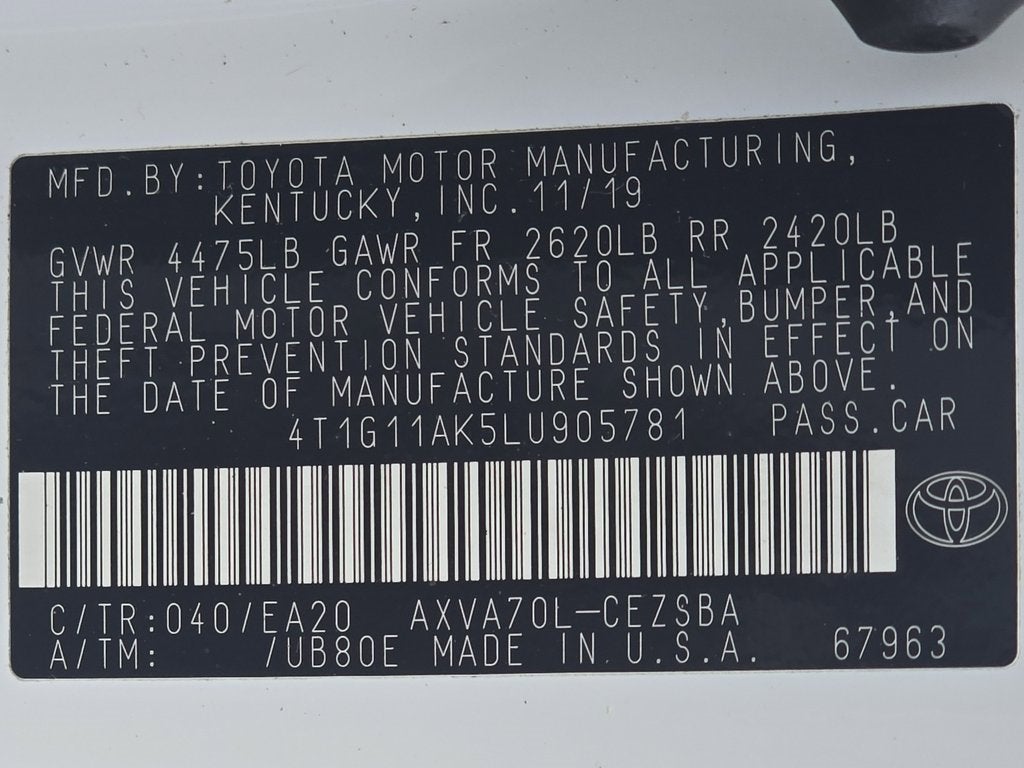 MFD.BY:TOYOTA MOTOR MANUFACTURING,
KENTUCKY,INC.11/19
GVWR 4475LB GAWR FR 2620LB RR 2420LB
THIS VEHICLE CONFORMS TO ALL APPLICABLE
FEDERAL MOTOR VEHICLE SAFETY,BUMPER,AND
THEFT PREVENTION STANDARDS IN EFFECT ON
THE DATE OF MANUFACTURE SHOWN ABOVE.
4T1G11AK5LU905781 PASS.CAR
C/TR:040/EA20 AXVA70L-CEZSBA
A/TM: /UB80E MADE IN U.S.A. 67963